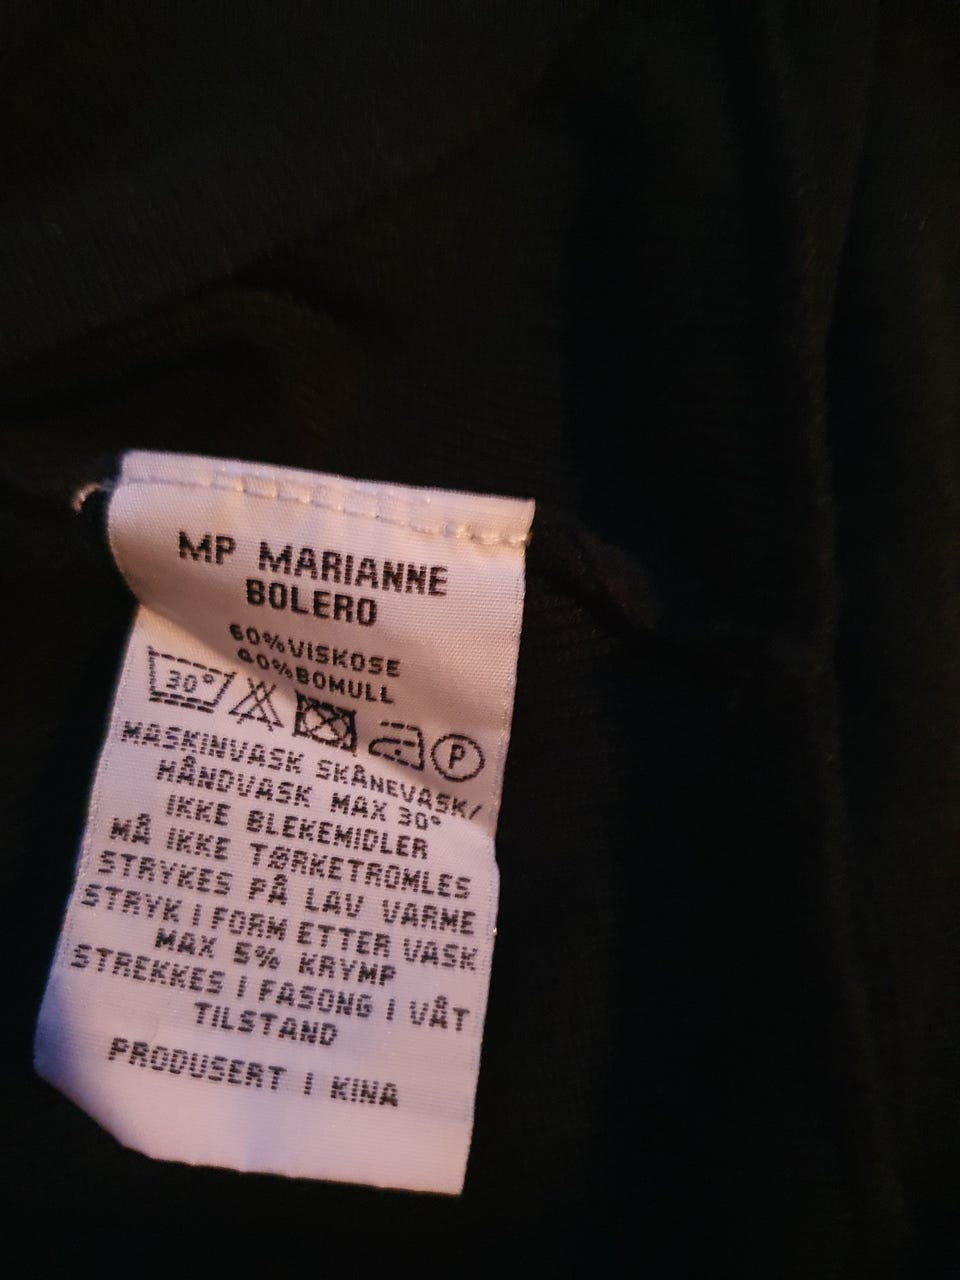 MP MARIANNE
BOLERO
60%VISKOSE
40%BOMULL
30° P
MASKINVASK SKÅNEVASK/
HÅNDVASK MAX 30°
IKKE BLEKEMIDLER
MÅ IKKE TØRKETROMLES
STRYKES PÅ LAV VARME
STRYK I FORM ETTER VASK
MAX 5% KRYMP
STREKKES I FASONG I VÅT
TILSTAND
PRODUSERT I KINA